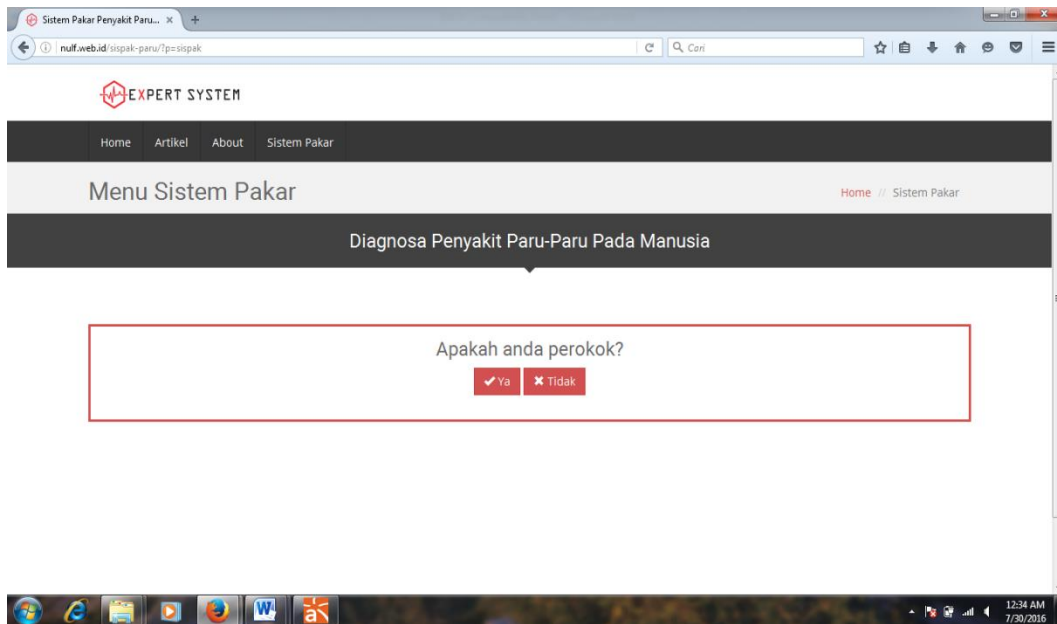 Sistem Pakar Penyakit Paru...
nulf.web.id/sispak-paru/?p=sispak
Cari
EXPERT SYSTEM
Home Artikel About Sistem Pakar
Menu Sistem Pakar
Home // Sistem Pakar
Diagnosa Penyakit Paru-Paru Pada Manusia
Apakah anda perokok?
Ya Tidak
12:34 AM
7/30/2016